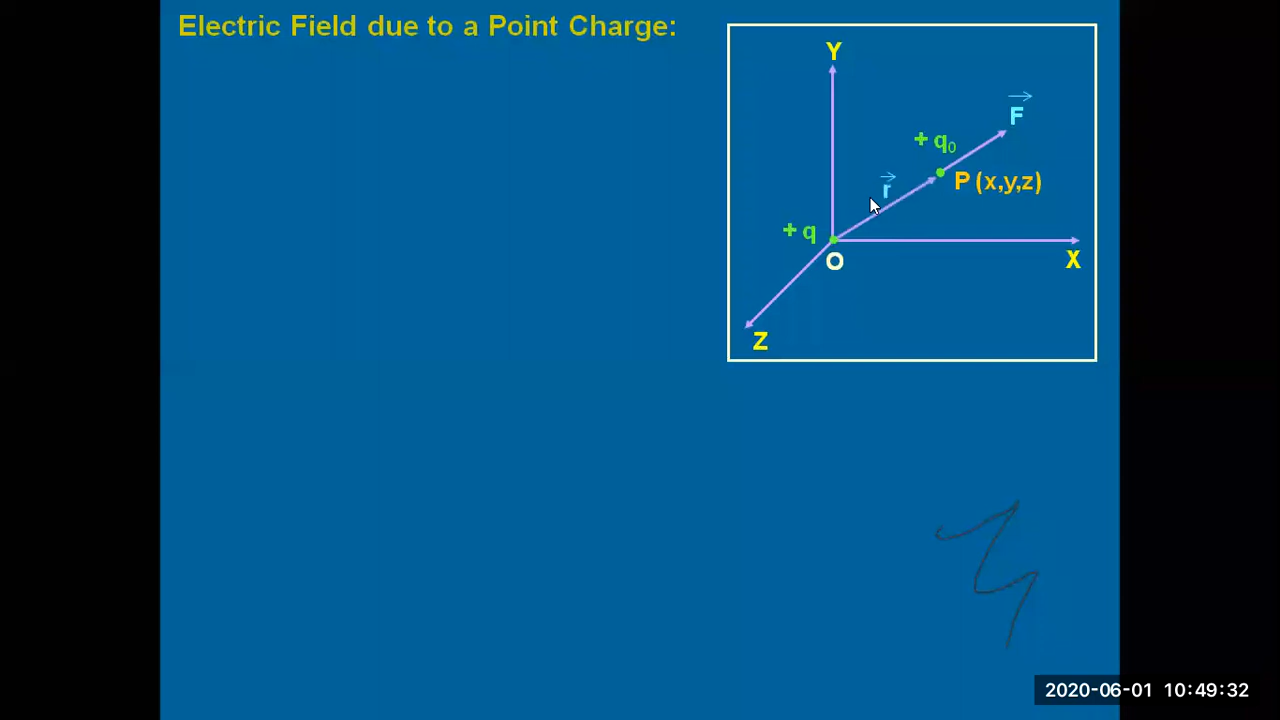 Electric Field due to a Point Charge:
Y
F
+ q₀
P (x,y,z)
r
+ q
O
X
Z
2020-06-01 10:49:32